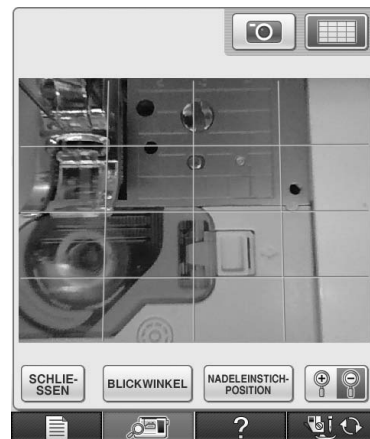 SCHLIE-
SSEN
BLICKWINKEL
NADELEINSTICH-
POSITION
?